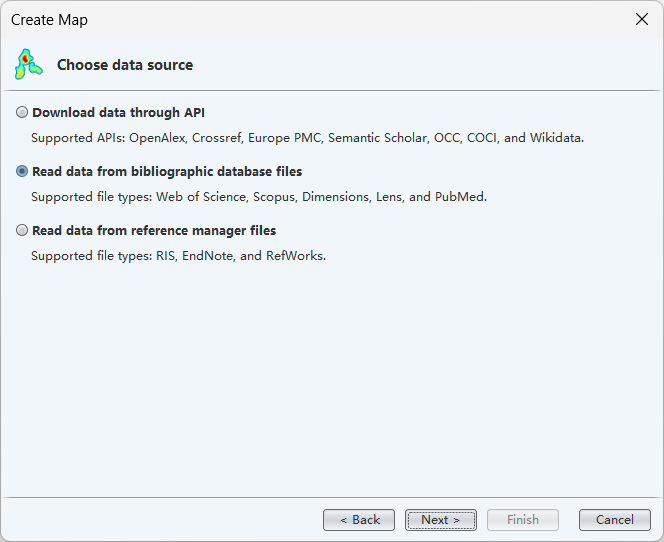 Create Map
Choose data source
Download data through API
Supported APIs: OpenAlex, Crossref, Europe PMC, Semantic Scholar, OCC, COCI, and Wikidata.
Read data from bibliographic database files
Supported file types: Web of Science, Scopus, Dimensions, Lens, and PubMed.
Read data from reference manager files
Supported file types: RIS, EndNote, and RefWorks.
< Back Next > Finish Cancel